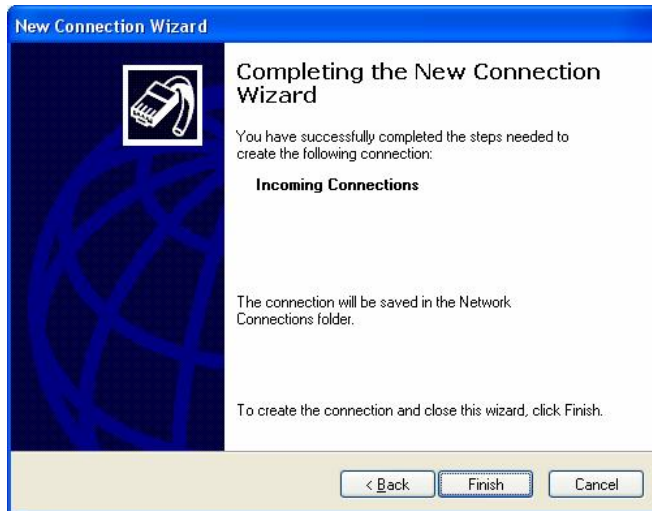 New Connection Wizard
Completing the New Connection
Wizard
You have successfully completed the steps needed to
create the following connection:
Incoming Connections
The connection will be saved in the Network
Connections folder.
To create the connection and close this wizard, click Finish.
< Back
Finish
Cancel